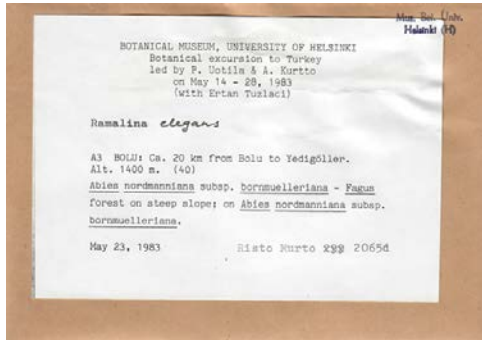 Mus. Bot. Univ.
Helsinki (H)
BOTANICAL MUSEUM, UNIVERSITY OF HELSINKI
Botanical excursion to Turkey
led by P. Uotila & A. Kurtto
on May 14 - 28, 1983
(with Ertan Tuzlaci)
Ramalina elegans
A3 BOLU: Ca. 20 km from Bolu to Yedigöller.
Alt. 1400 m. (40)
Abies nordmanniana subsp. bornmuelleriana - Fagus
forest on steep slope; on Abies nordmanniana subsp.
bornmuelleriana.
May 23, 1983 Risto Murto 2065d